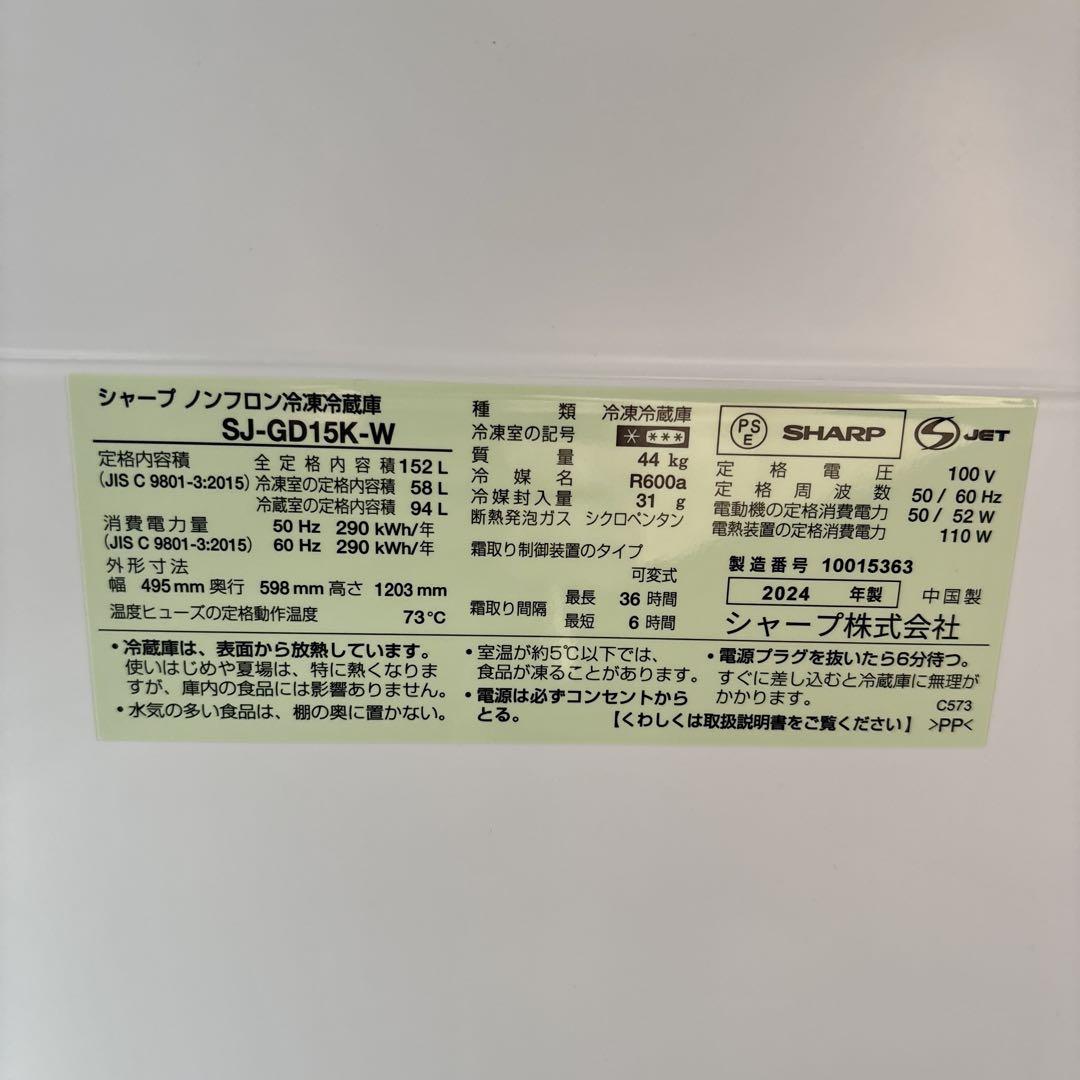 シャープ ノンフロン冷凍冷蔵庫
SJ-GD15K-W
定格内容積 全定格内容積 152 L
(JIS C 9801-3:2015) 冷凍室の定格内容積 58 L
冷蔵室の定格内容積 94 L
消費電力量 50 Hz 290 kWh/年
(JIS C 9801-3:2015) 60 Hz 290 kWh/年
外形寸法
幅 495 mm 奥行 598 mm 高さ 1203 mm
温度ヒューズの定格動作温度 73℃
種類 冷凍冷蔵庫
冷凍室の記号 * ***
質量 44 kg
冷媒名 R600a
冷媒封入量 31 g
断熱発泡ガス シクロペンタン
霜取り制御装置のタイプ
可変式
霜取り間隔 最長 36 時間
最短 6 時間
PSE SHARP S JET
定格電圧 100 V
定格周波数 50 / 60 Hz
電動機の定格消費電力 50 / 52 W
電熱装置の定格消費電力 110 W
製造番号 10015363
2024 年製 中国製
シャープ株式会社
・冷蔵庫は、表面から放熱しています。
使いはじめや夏場は、特に熱くなりま
すが、庫内の食品には影響ありません。
・水気の多い食品は、棚の奥に置かない。
・室温が約5℃以下では、
食品が凍ることがあります。
・電源は必ずコンセントから
とる。
・電源プラグを抜いたら6分待つ。
すぐに差し込むと冷蔵庫に無理が
かかります。
C573
【くわしくは取扱説明書をご覧ください】 >PP<